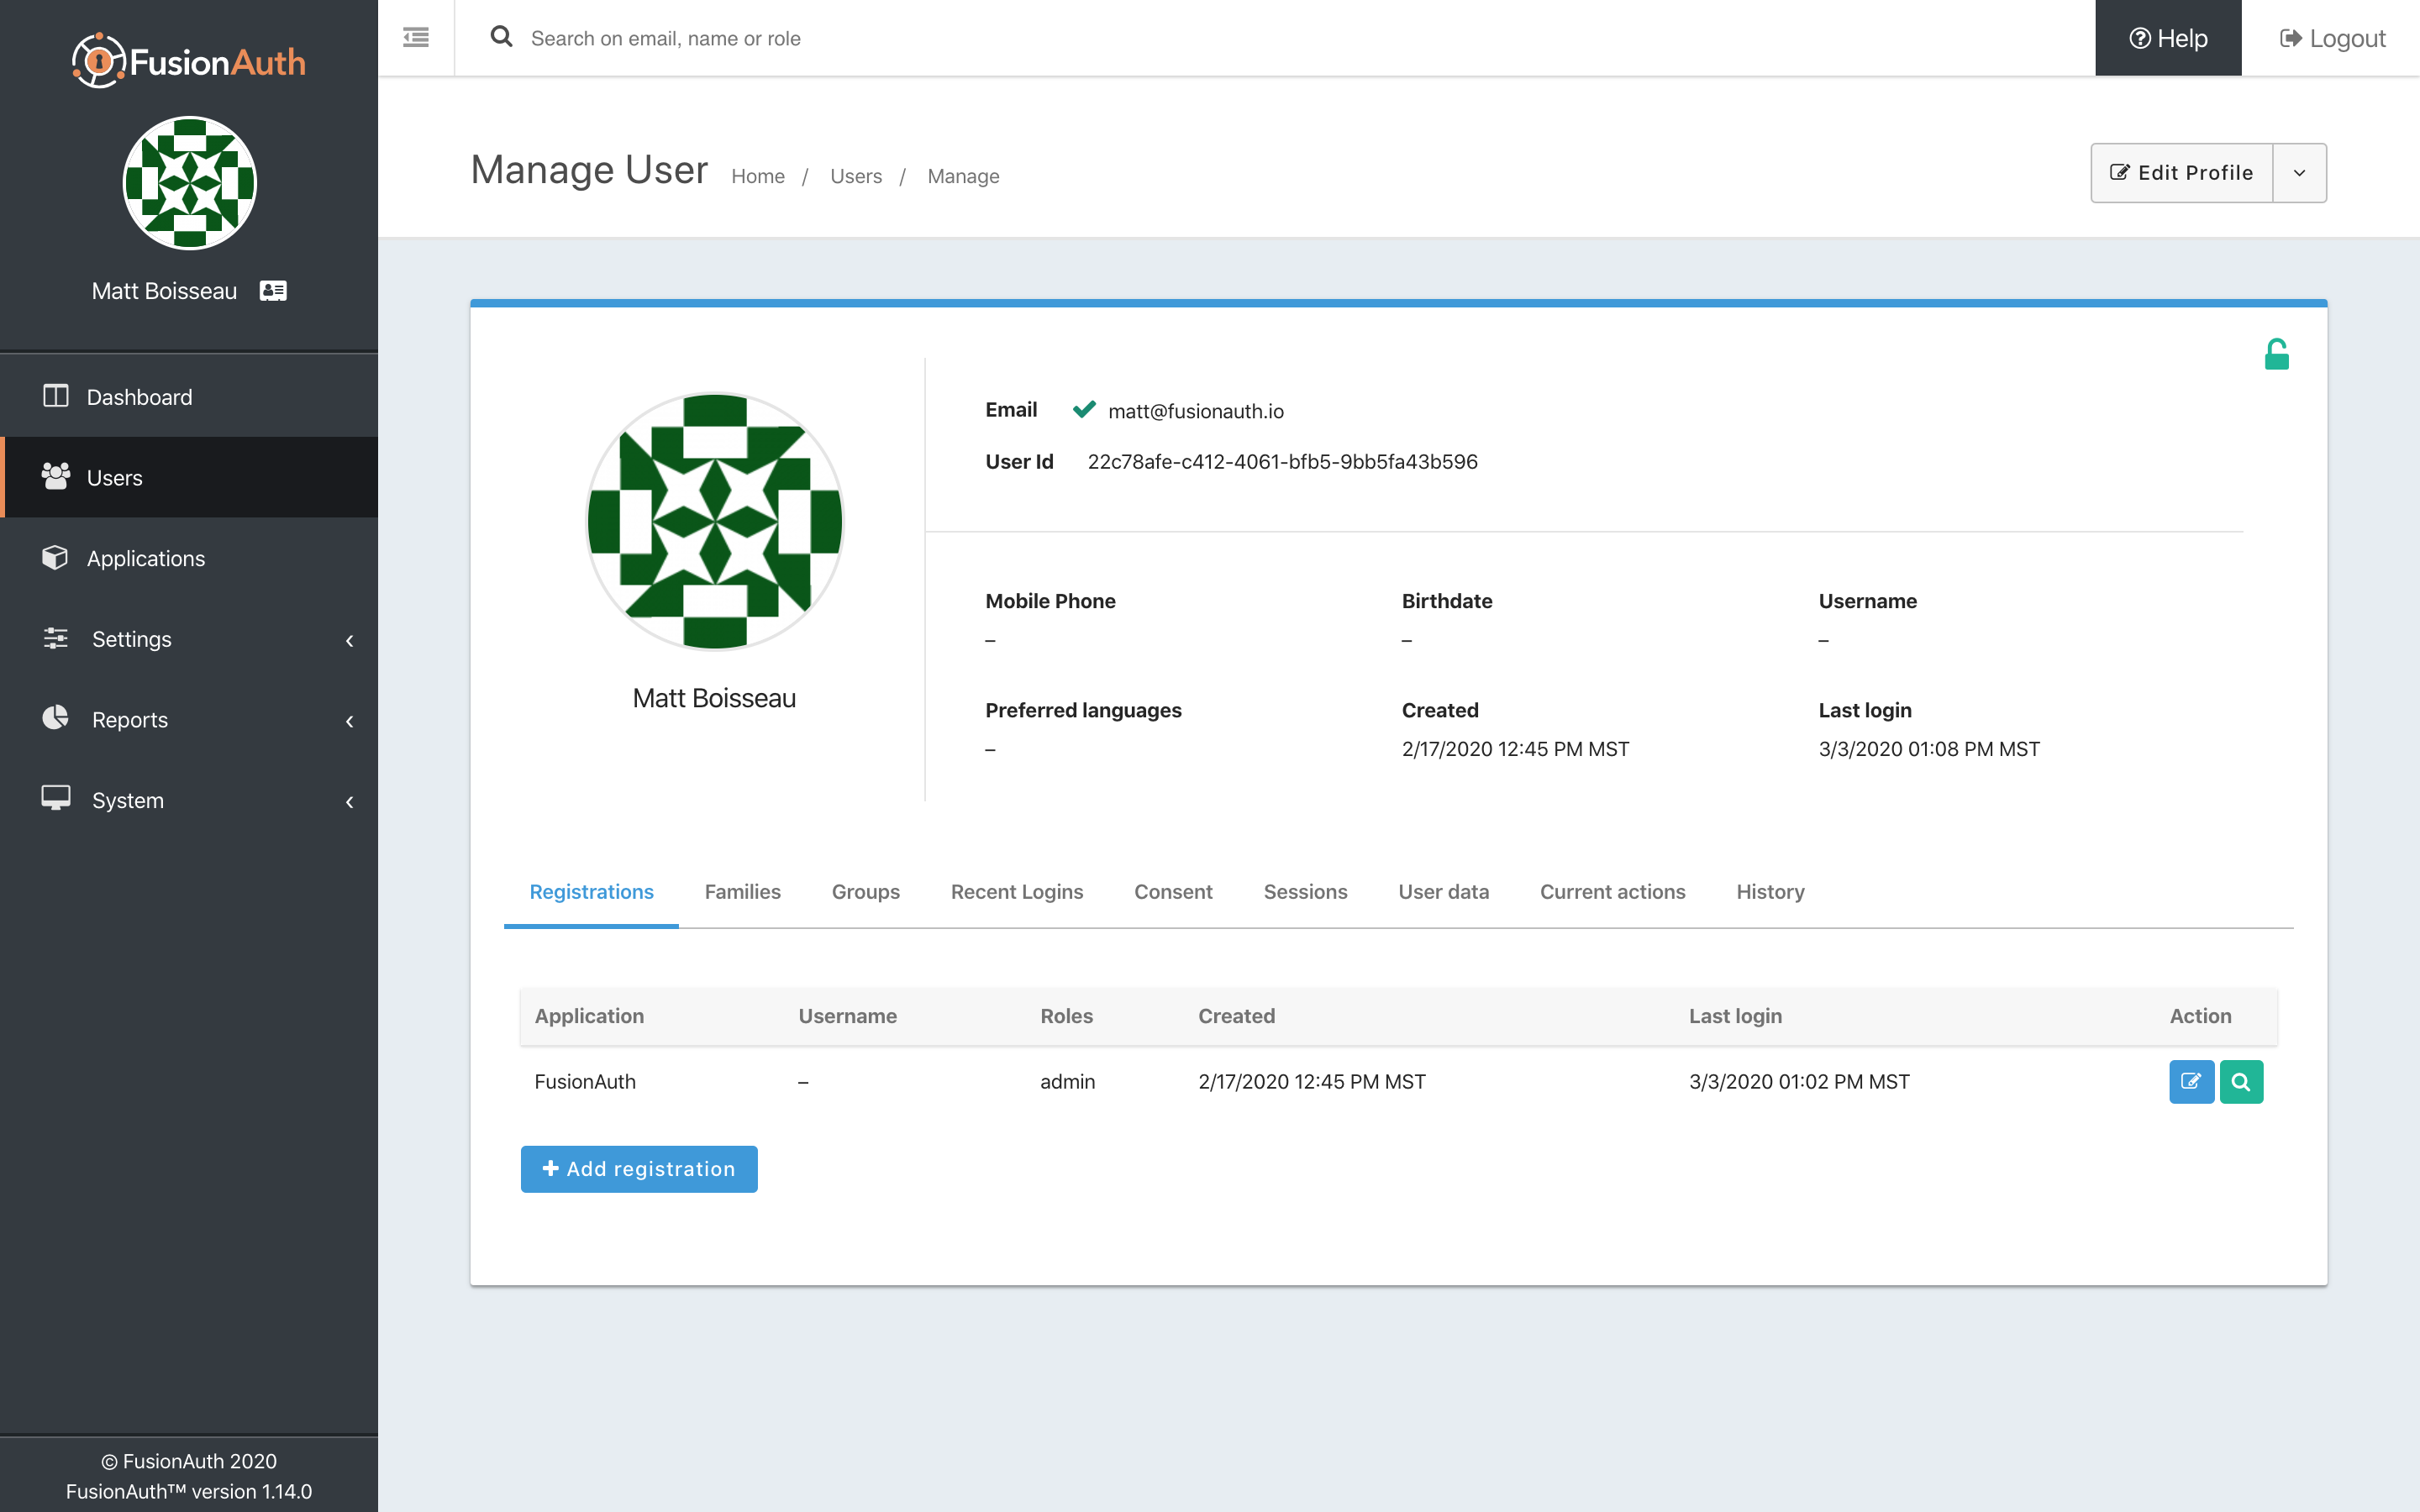 FusionAuth
Matt Boisseau
Dashboard
Users
Applications
Settings
Reports
System
© FusionAuth 2020
FusionAuth™ version 1.14.0
Search on email, name or role
Help
Logout
Manage User Home / Users / Manage
Edit Profile
Email matt@fusionauth.io
User Id 22c78afe-c412-4061-bfb5-9bb5fa43b596
Matt Boisseau
Mobile Phone Birthdate Username
– – –
Preferred languages Created Last login
– 2/17/2020 12:45 PM MST 3/3/2020 01:08 PM MST
Registrations Families Groups Recent Logins Consent Sessions User data Current actions History
Application Username Roles Created Last login Action
FusionAuth – admin 2/17/2020 12:45 PM MST 3/3/2020 01:02 PM MST
Add registration